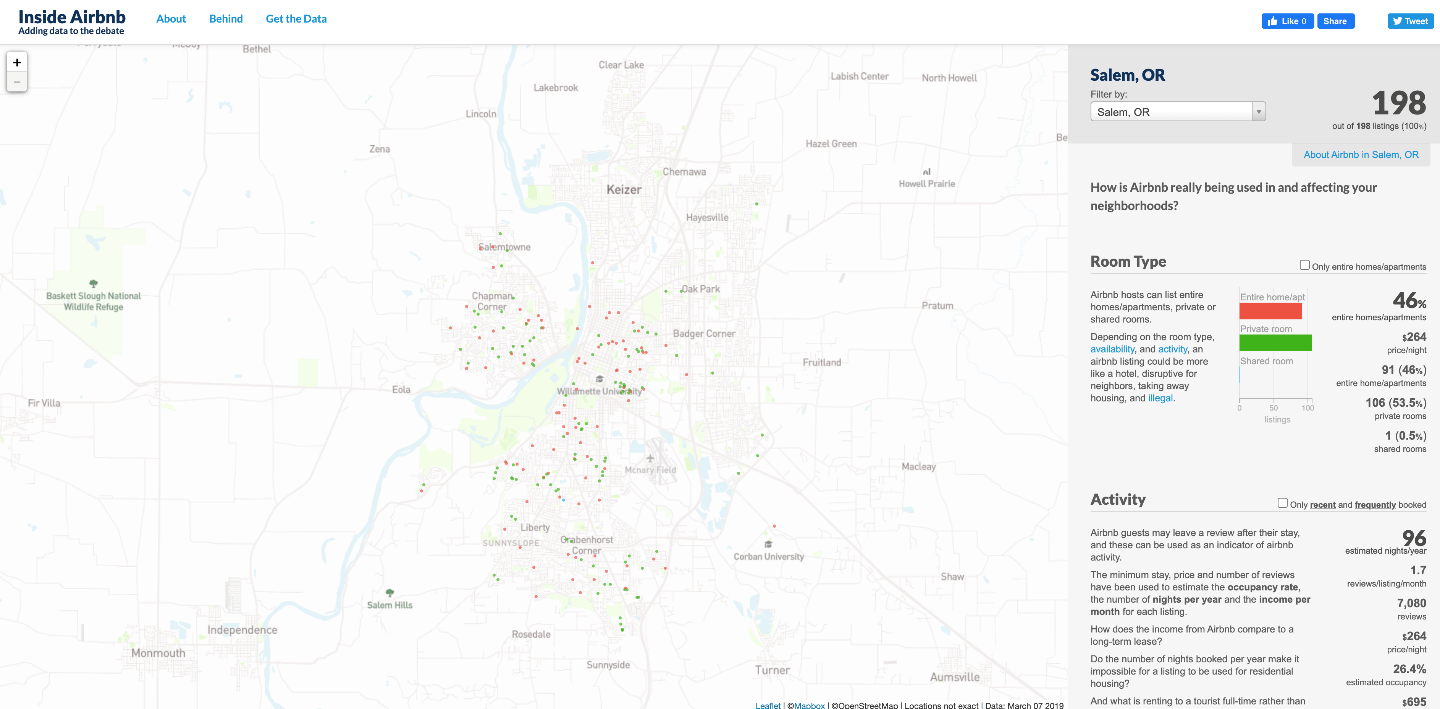 Inside Airbnb
Adding data to the debate
About
Behind
Get the Data
Like 0
Share
Tweet
+
−
Bethel
Clear Lake
Labish Center
North Howell
Lakebrook
Lincoln
Zena
Hazel Green
Be
Chemawa
Howell Prairie
Keizer
Hayesville
Salemtowne
Baskett Slough National
Wildlife Refuge
Chapman
Corner
Oak Park
Pratum
Badger Corner
Fruitland
Eola
Willamette University
Fir Villa
Mcnary Field
Macleay
Liberty
SUNNYSLOPE
Grabenhorst
Corner
Corban University
Shaw
Salem Hills
Independence
Rosedale
Monmouth
Sunnyside
Turner
Aumsville
Leaflet | ©Mapbox | ©OpenStreetMap | Locations not exact | Data: March 07 2019
Salem, OR
Filter by:
Salem, OR
198
out of 198 listings (100%)
About Airbnb in Salem, OR
How is Airbnb really being used in and affecting your
neighborhoods?
Room Type
Only entire homes/apartments
Airbnb hosts can list entire
homes/apartments, private or
shared rooms.
Depending on the room type,
availability, and activity, an
airbnb listing could be more
like a hotel, disruptive for
neighbors, taking away
housing, and illegal.
Entire home/apt
Private room
Shared room
0
50
100
listings
46%
entire homes/apartments
$264
price/night
91 (46%)
entire home/apartments
106 (53.5%)
private rooms
1 (0.5%)
shared rooms
Activity
Only recent and frequently booked
Airbnb guests may leave a review after their stay,
and these can be used as an indicator of airbnb
activity.
The minimum stay, price and number of reviews
have been used to estimate the occupancy rate,
the number of nights per year and the income per
month for each listing.
How does the income from Airbnb compare to a
long-term lease?
Do the number of nights booked per year make it
impossible for a listing to be used for residential
housing?
And what is renting to a tourist full-time rather than
96
estimated nights/year
1.7
reviews/listing/month
7,080
reviews
$264
price/night
26.4%
estimated occupancy
$695